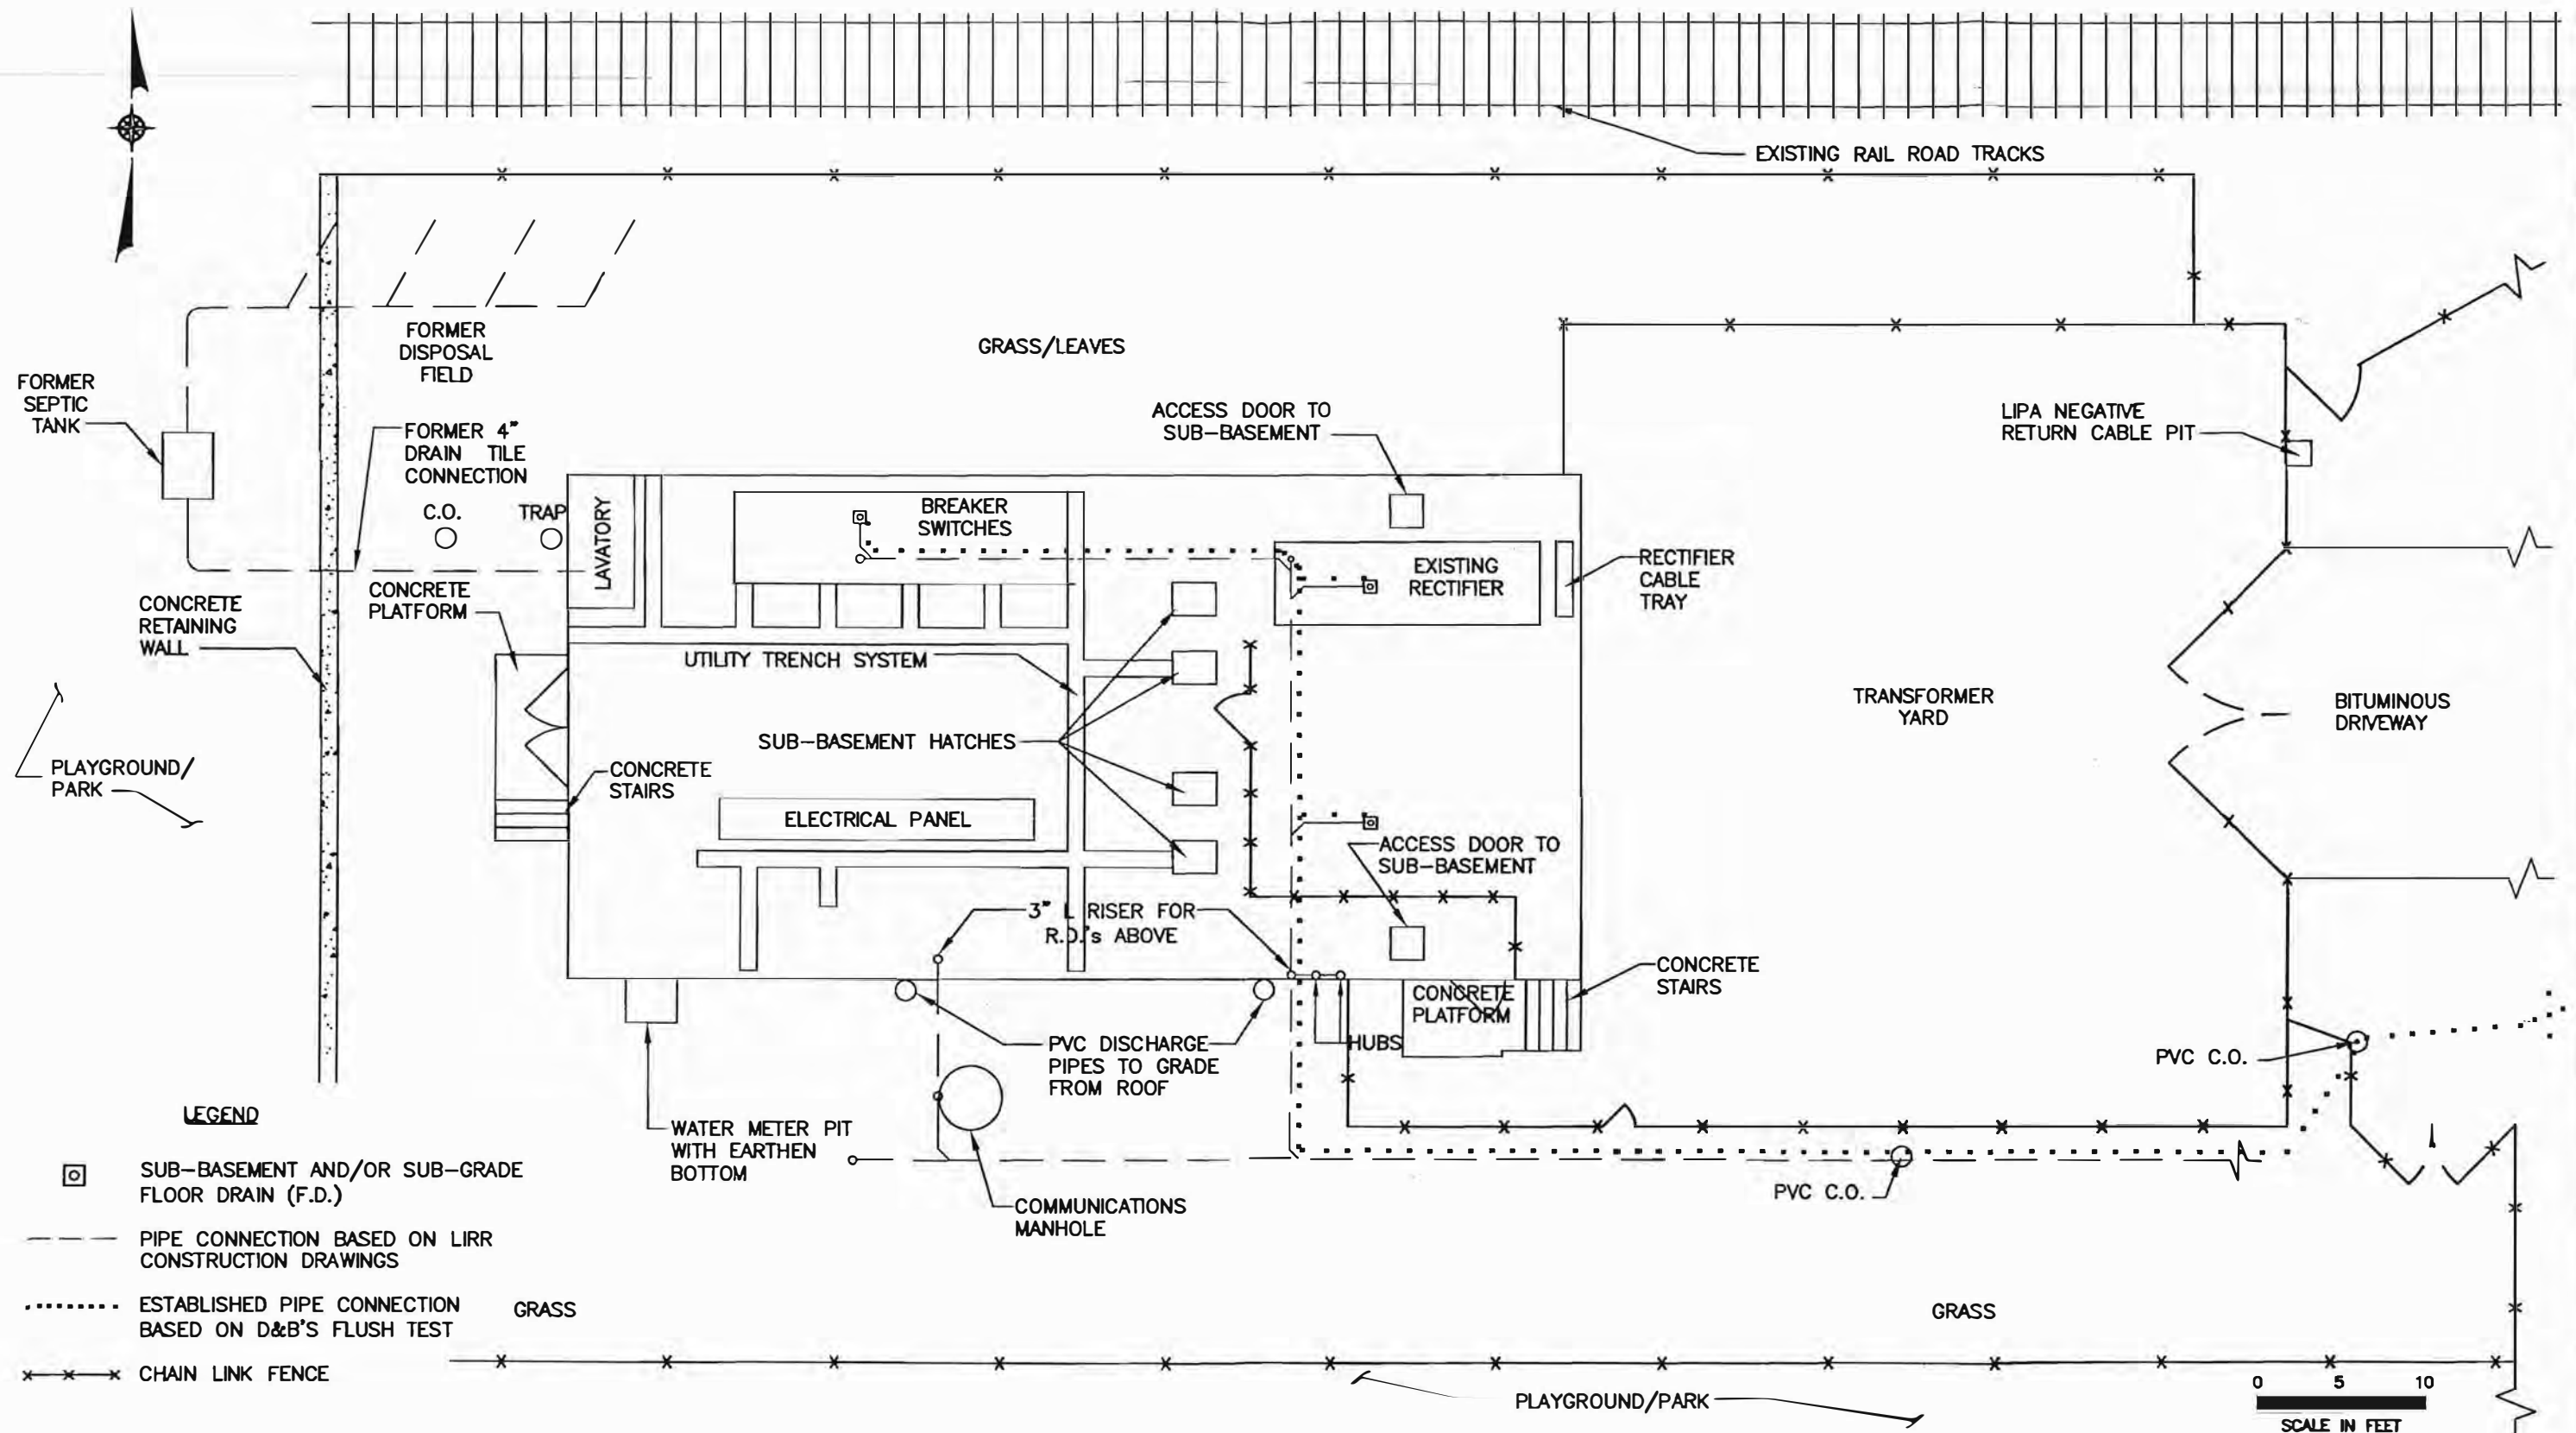 EXISTING RAIL ROAD TRACKS
FORMER
DISPOSAL
FIELD
GRASS/LEAVES
FORMER
SEPTIC
TANK
FORMER 4"
DRAIN TILE
CONNECTION
ACCESS DOOR TO
SUB-BASEMENT
LIPA NEGATIVE
RETURN CABLE PIT
C.O.
TRAP
LAVATORY
BREAKER
SWITCHES
EXISTING
RECTIFIER
RECTIFIER
CABLE
TRAY
CONCRETE
PLATFORM
CONCRETE
RETAINING
WALL
UTILITY TRENCH SYSTEM
TRANSFORMER
YARD
BITUMINOUS
DRIVEWAY
SUB-BASEMENT HATCHES
PLAYGROUND/
PARK
CONCRETE
STAIRS
ELECTRICAL PANEL
ACCESS DOOR TO
SUB-BASEMENT
3" L RISER FOR
R.D.'s ABOVE
CONCRETE
STAIRS
CONCRETE
PLATFORM
HUBS
PVC DISCHARGE
PIPES TO GRADE
FROM ROOF
PVC C.O.
WATER METER PIT
WITH EARTHEN
BOTTOM
COMMUNICATIONS
MANHOLE
PVC C.O.
LEGEND
SUB-BASEMENT AND/OR SUB-GRADE
FLOOR DRAIN (F.D.)
PIPE CONNECTION BASED ON LIRR
CONSTRUCTION DRAWINGS
ESTABLISHED PIPE CONNECTION
BASED ON D&B'S FLUSH TEST
CHAIN LINK FENCE
GRASS
GRASS
PLAYGROUND/PARK
0 5 10
SCALE IN FEET